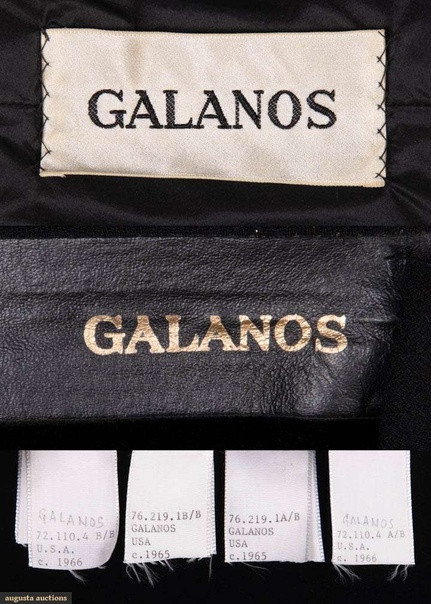 GALANOS
GALANOS
GALANOS
72.110.4 B/B
U.S.A.
c. 1966
76.219.1B/B
GALANOS
USA
c.1965
76.219.1A/B
GALANOS
USA
c.1965
GALANOS
72.110.4 A/B
U.S.A.
c. 1966
augusta auctions